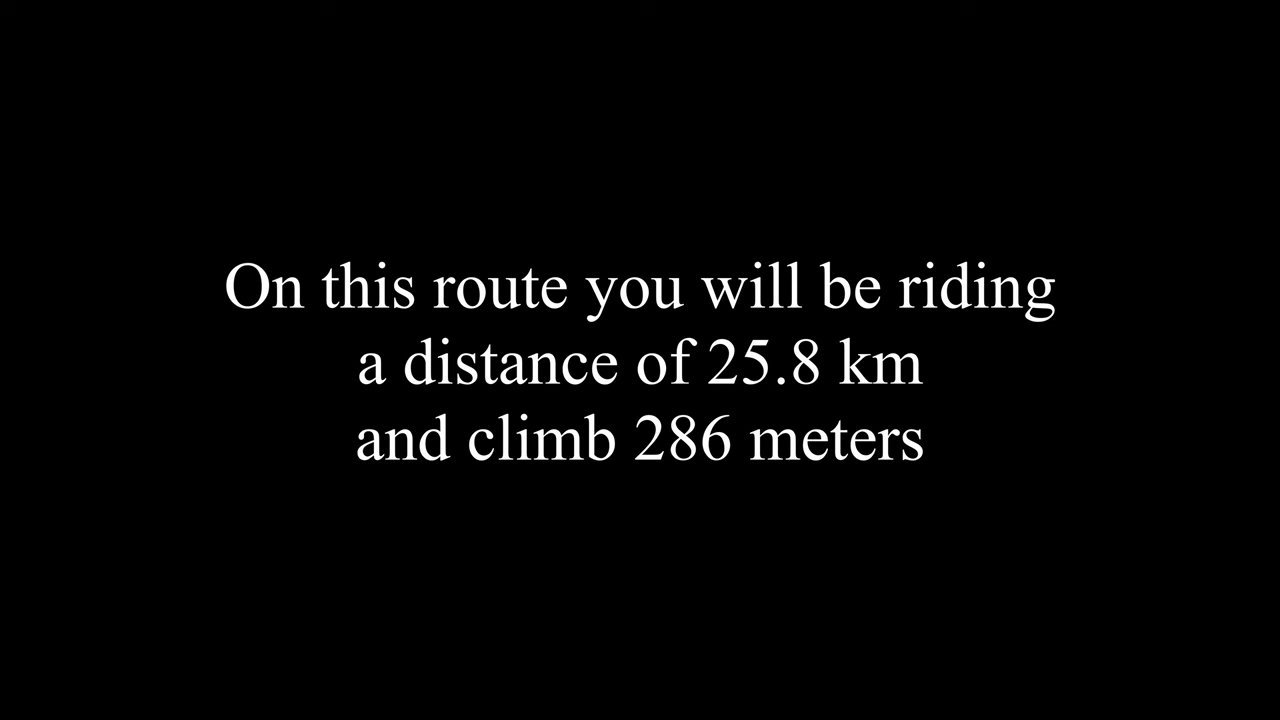 On this route you will be riding
a distance of 25.8 km
and climb 286 meters